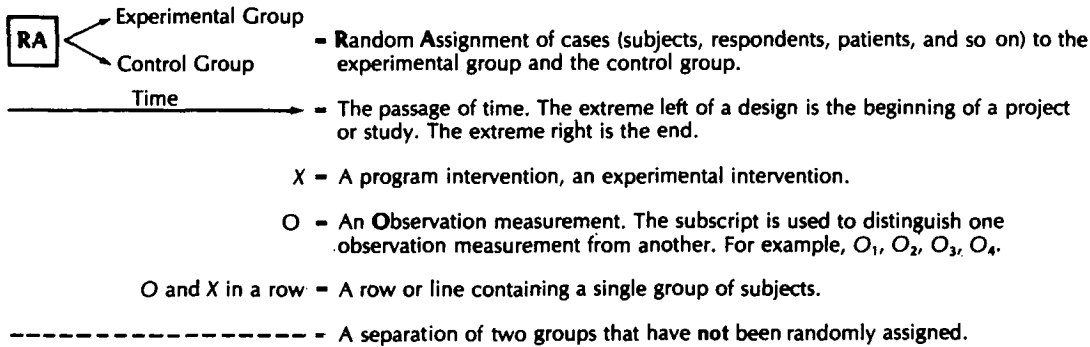 Experimental Group
RA
Control Group
= Random Assignment of cases (subjects, respondents, patients, and so on) to the
experimental group and the control group.
Time
= The passage of time. The extreme left of a design is the beginning of a project
or study. The extreme right is the end.
X = A program intervention, an experimental intervention.
O = An Observation measurement. The subscript is used to distinguish one
observation measurement from another. For example, O₁, O₂, O₃, O₄.
O and X in a row = A row or line containing a single group of subjects.
= A separation of two groups that have not been randomly assigned.